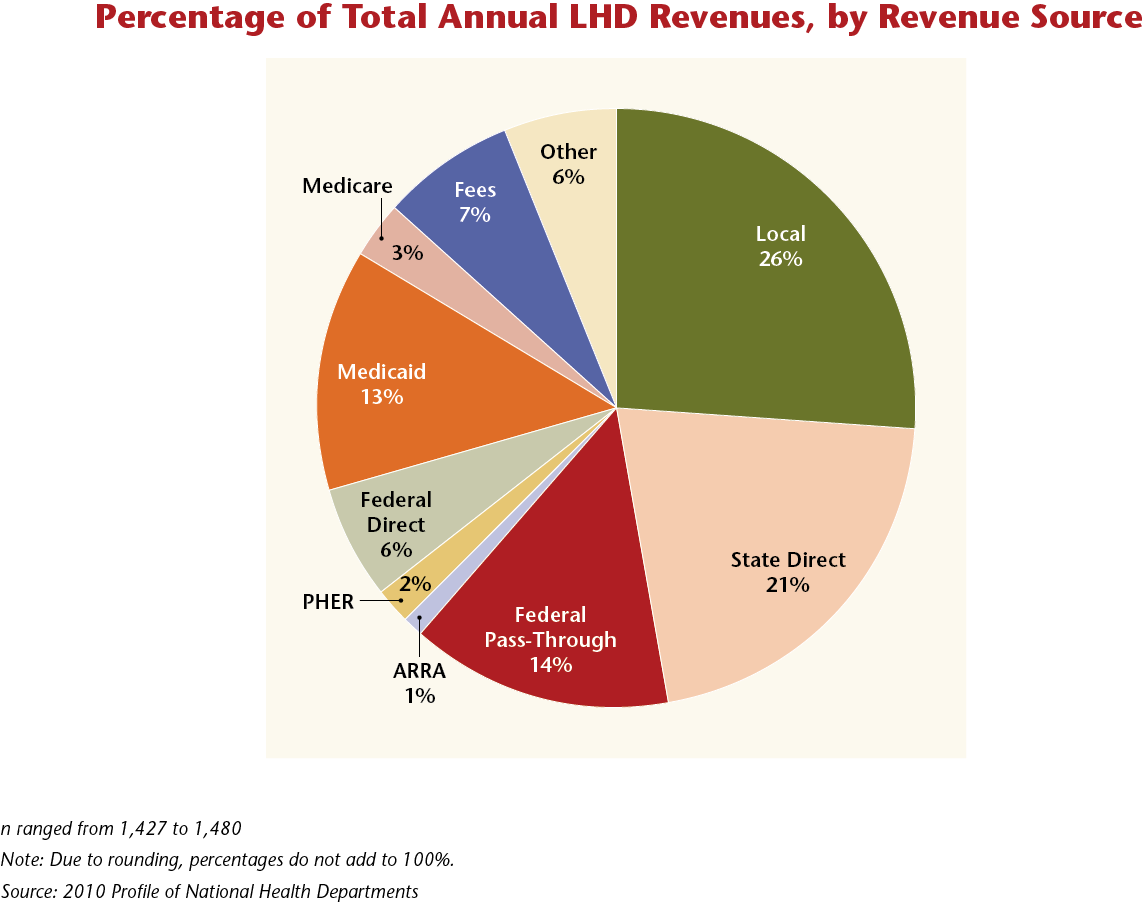 Percentage of Total Annual LHD Revenues, by Revenue Source
Other
6%
Local
26%
State Direct
21%
Federal
Pass-Through
14%
ARRA
1%
PHER
2%
Federal
Direct
6%
Medicaid
13%
Medicare
3%
Fees
7%
n ranged from 1,427 to 1,480
Note: Due to rounding, percentages do not add to 100%.
Source: 2010 Profile of National Health Departments